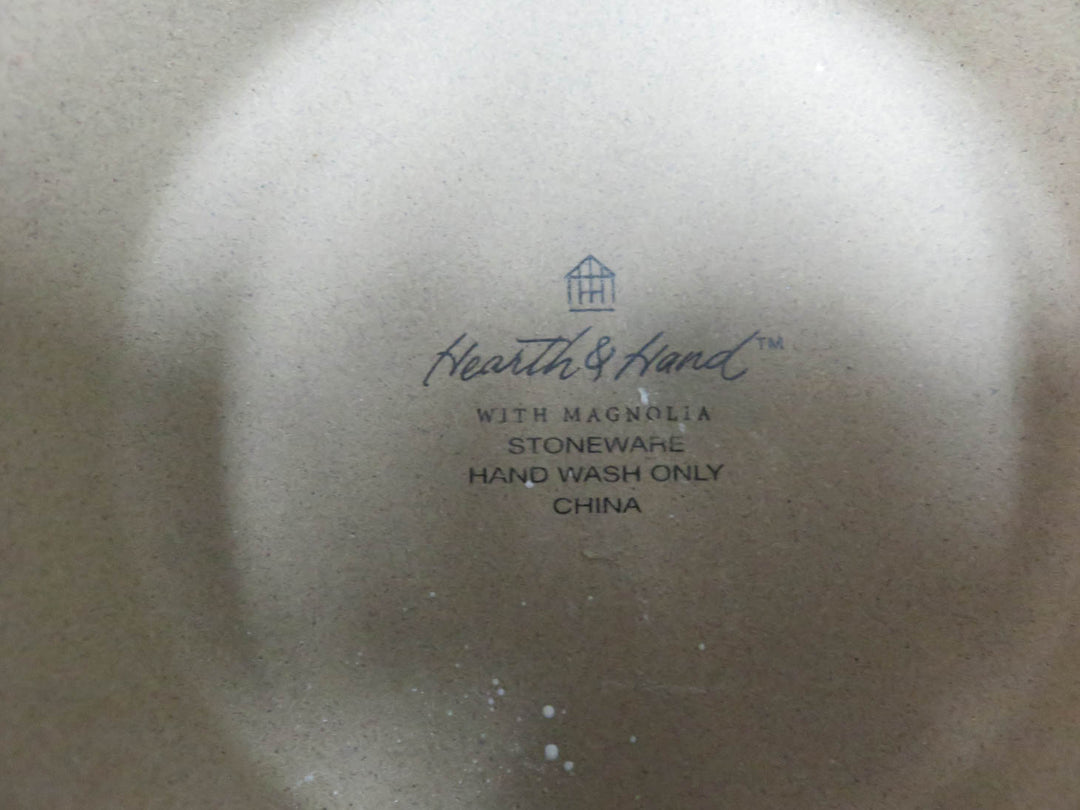 Hearth & Hand™
WITH MAGNOLIA
STONEWARE
HAND WASH ONLY
CHINA